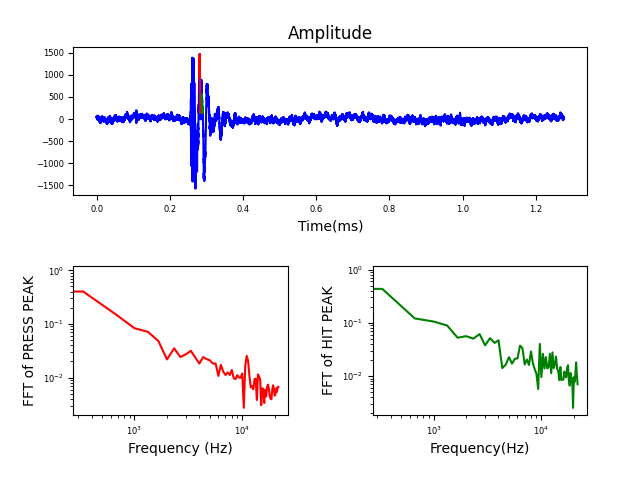 Amplitude
1500
1000
500
0
−500
−1000
−1500
0.0 0.2 0.4 0.6 0.8 1.0 1.2
Time(ms)
FFT of PRESS PEAK
10⁰
10⁻¹
10⁻²
10³ 10⁴
Frequency (Hz)
FFT of HIT PEAK
10⁰
10⁻¹
10⁻²
10³ 10⁴
Frequency(Hz)